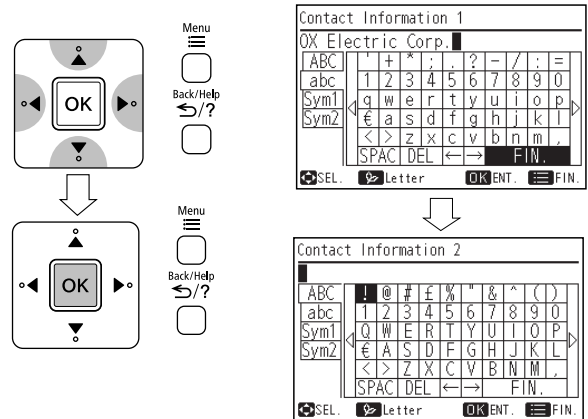 Menu
OK
Back/Help
/?
Menu
OK
Back/Help
/?
Contact Information 1
OX Electric Corp.
ABC ' + * ; . ? - / : =
abc 1 2 3 4 5 6 7 8 9 0
Sym1 q w e r t y u i o p
Sym2 € a s d f g h j k l
< > z x c v b n m ,
SPAC DEL ← → FIN.
SEL. Letter OK ENT. FIN.
Contact Information 2
ABC ! @ # £ % " & ^ ( )
abc 1 2 3 4 5 6 7 8 9 0
Sym1 Q W E R T Y U I O P
Sym2 € A S D F G H J K L
< > Z X C V B N M ,
SPAC DEL ← → FIN.
SEL. Letter OK ENT. FIN.